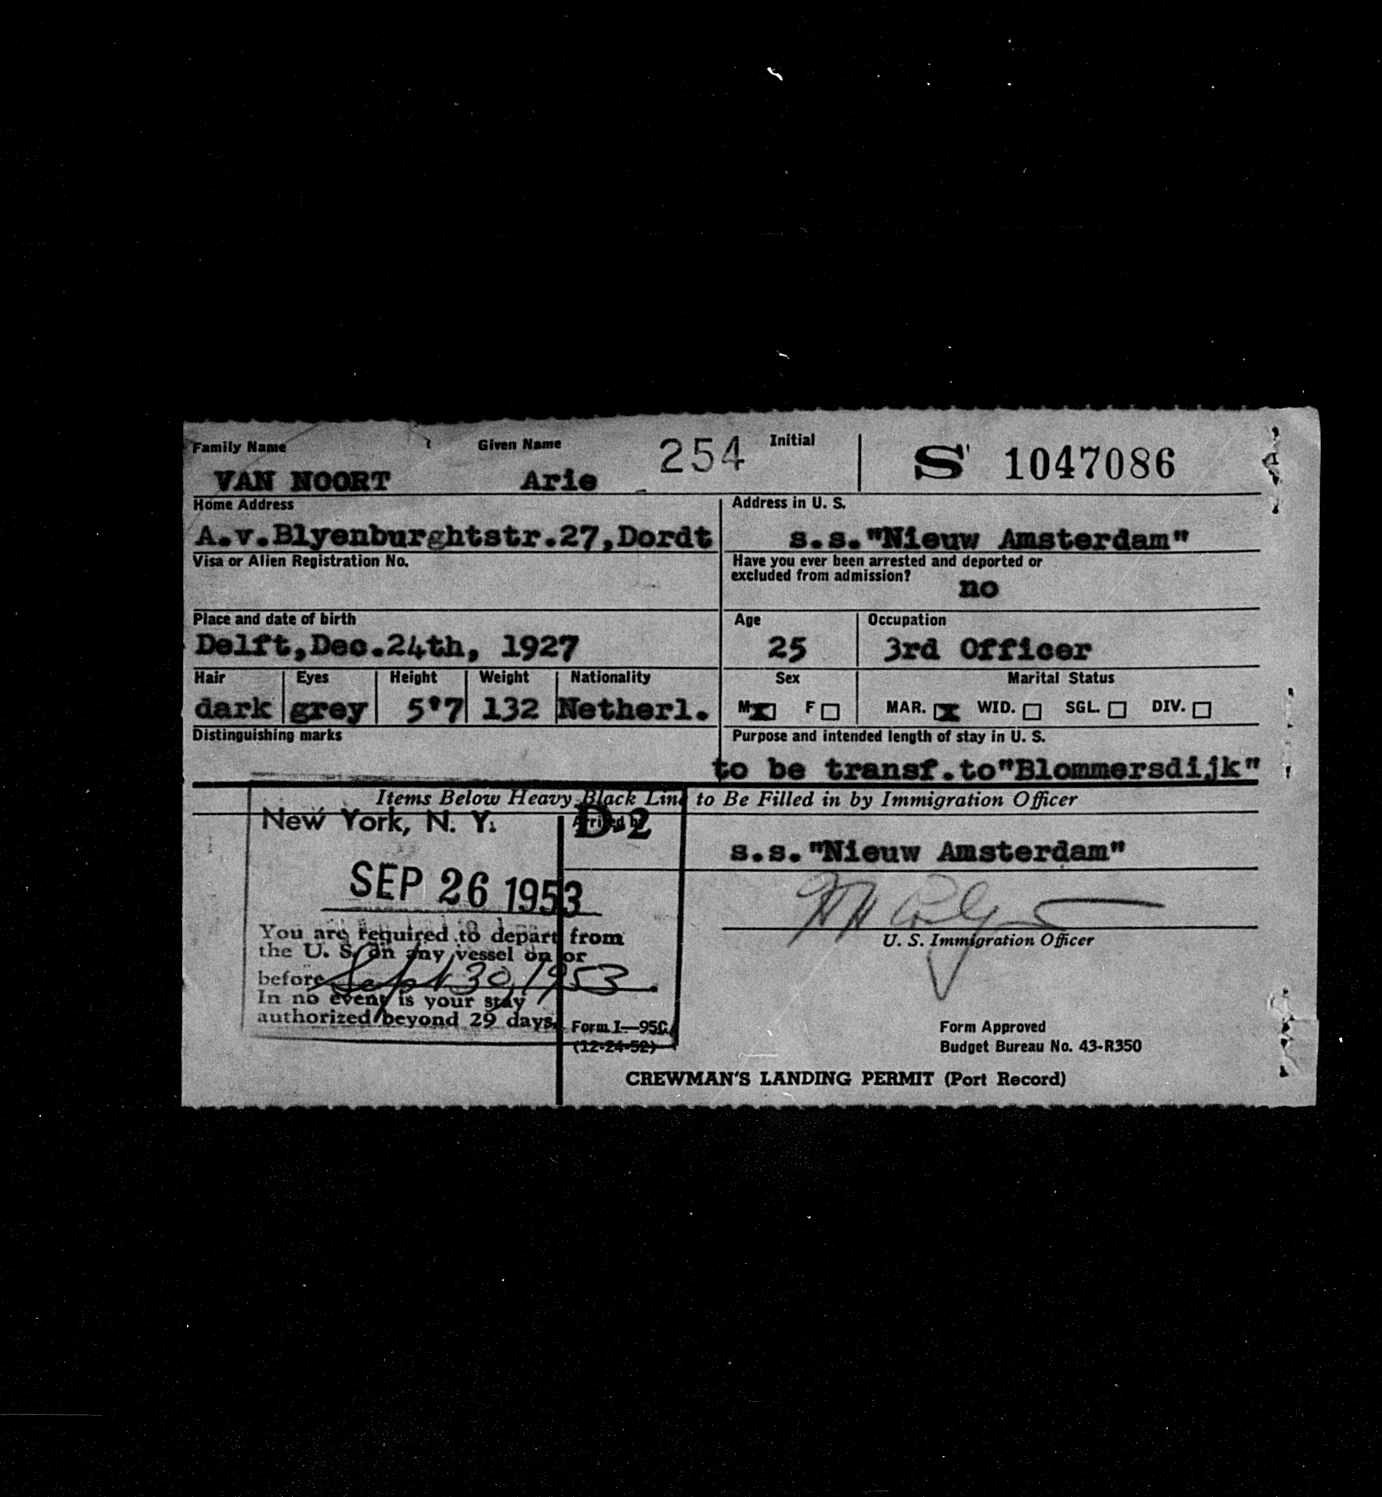 Family Name Given Name 254 Initial S 1047086
VAN NOORT Arie
Home Address Address in U. S.
A.v.Blyenburghtstr.27,Dordt s.s."Nieuw Amsterdam"
Visa or Alien Registration No. Have you ever been arrested and deported or
excluded from admission? no
Place and date of birth Age Occupation
Delft,Dec.24th, 1927 25 3rd Officer
Hair Eyes Height Weight Nationality Sex Marital Status
dark grey 5'7 132 Netherl. M X F MAR. X WID. SGL. DIV.
Distinguishing marks Purpose and intended length of stay in U. S.
to be transf.to"Blommersdijk"
Items Below Heavy Black Line to Be Filled in by Immigration Officer
New York, N. Y. D-2 Arrived by
s.s."Nieuw Amsterdam"
SEP 26 1953
You are required to depart from
the U. S. on any vessel on or
before Sept 30, 1953
In no event is your stay
authorized beyond 29 days.
U. S. Immigration Officer
Form I—95C
(12-24-52)
Form Approved
Budget Bureau No. 43-R350
CREWMAN'S LANDING PERMIT (Port Record)